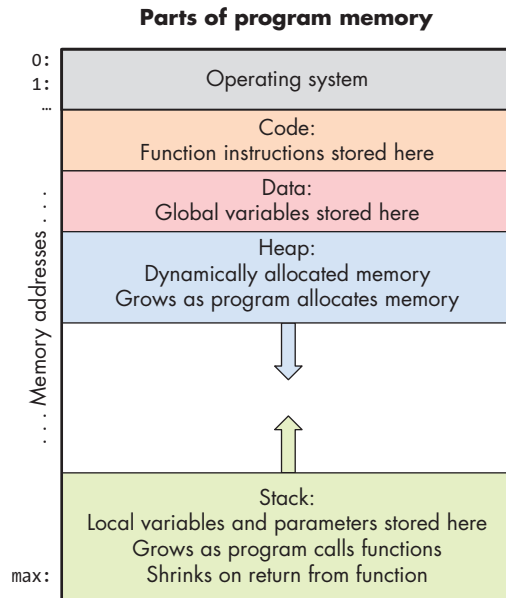 Parts of program memory
0:
1:
…
Operating system
Code:
Function instructions stored here
Data:
Global variables stored here
Heap:
Dynamically allocated memory
Grows as program allocates memory
. . . Memory addresses . . .
Stack:
Local variables and parameters stored here
Grows as program calls functions
max:
Shrinks on return from function